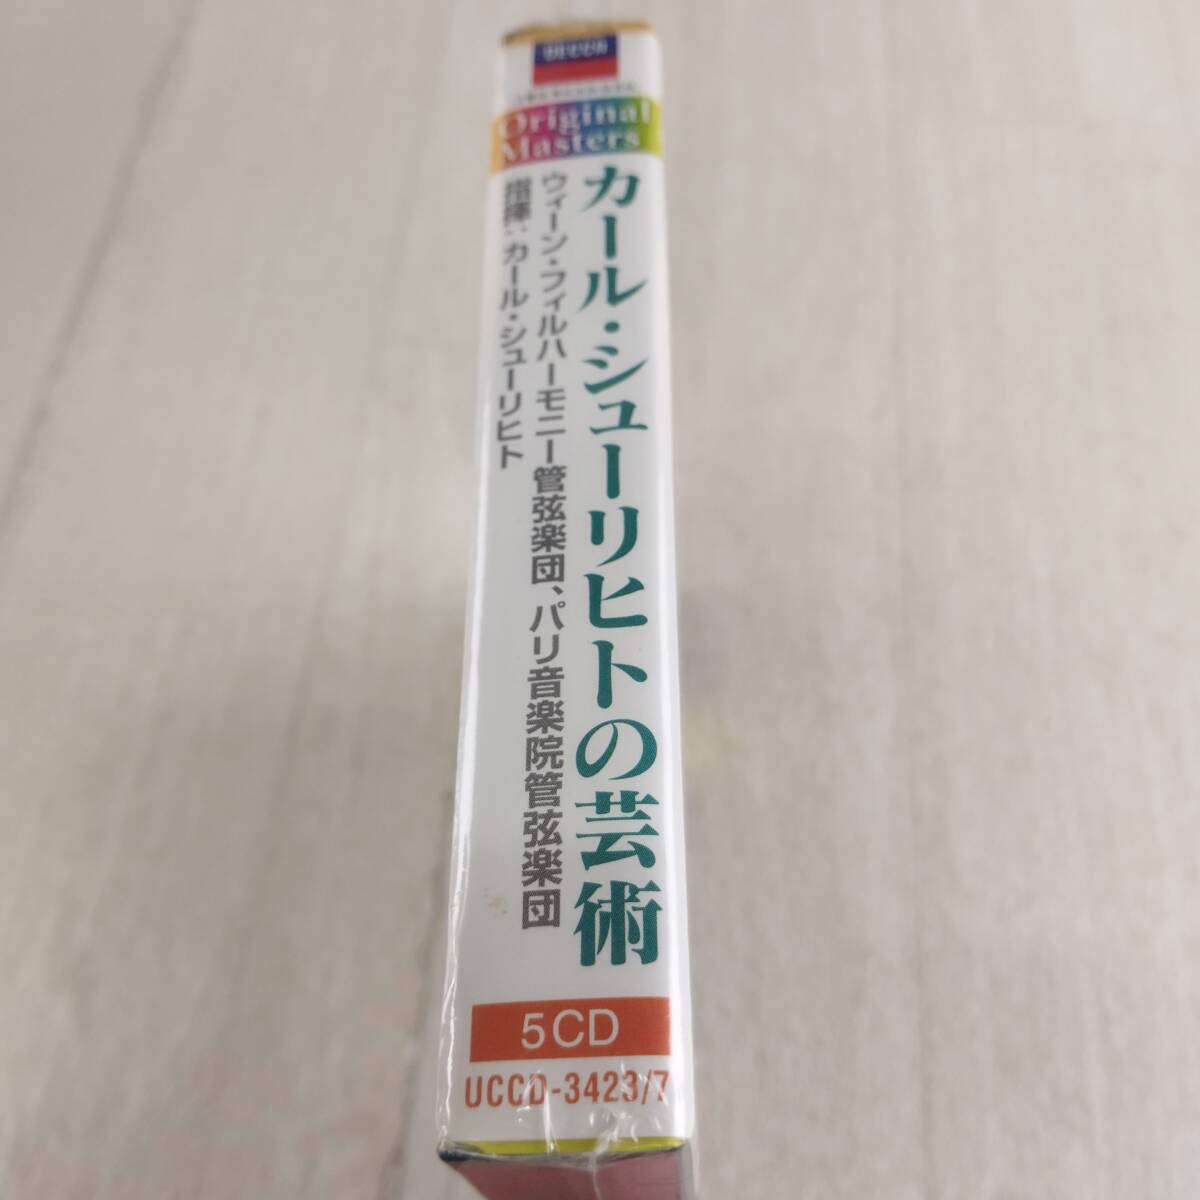 DECCA
Original
Masters
カール・シューリヒトの芸術
ウィーン・フィルハーモニー管弦楽団、パリ音楽院管弦楽団
指揮:カール・シューリヒト
5CD
UCCD-3423/7